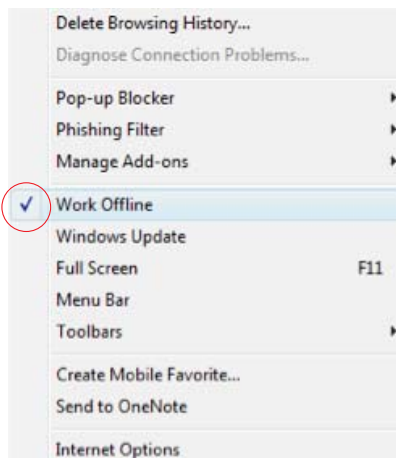 Delete Browsing History...
Diagnose Connection Problems...
Pop-up Blocker
Phishing Filter
Manage Add-ons
Work Offline
Windows Update
Full Screen F11
Menu Bar
Toolbars
Create Mobile Favorite...
Send to OneNote
Internet Options